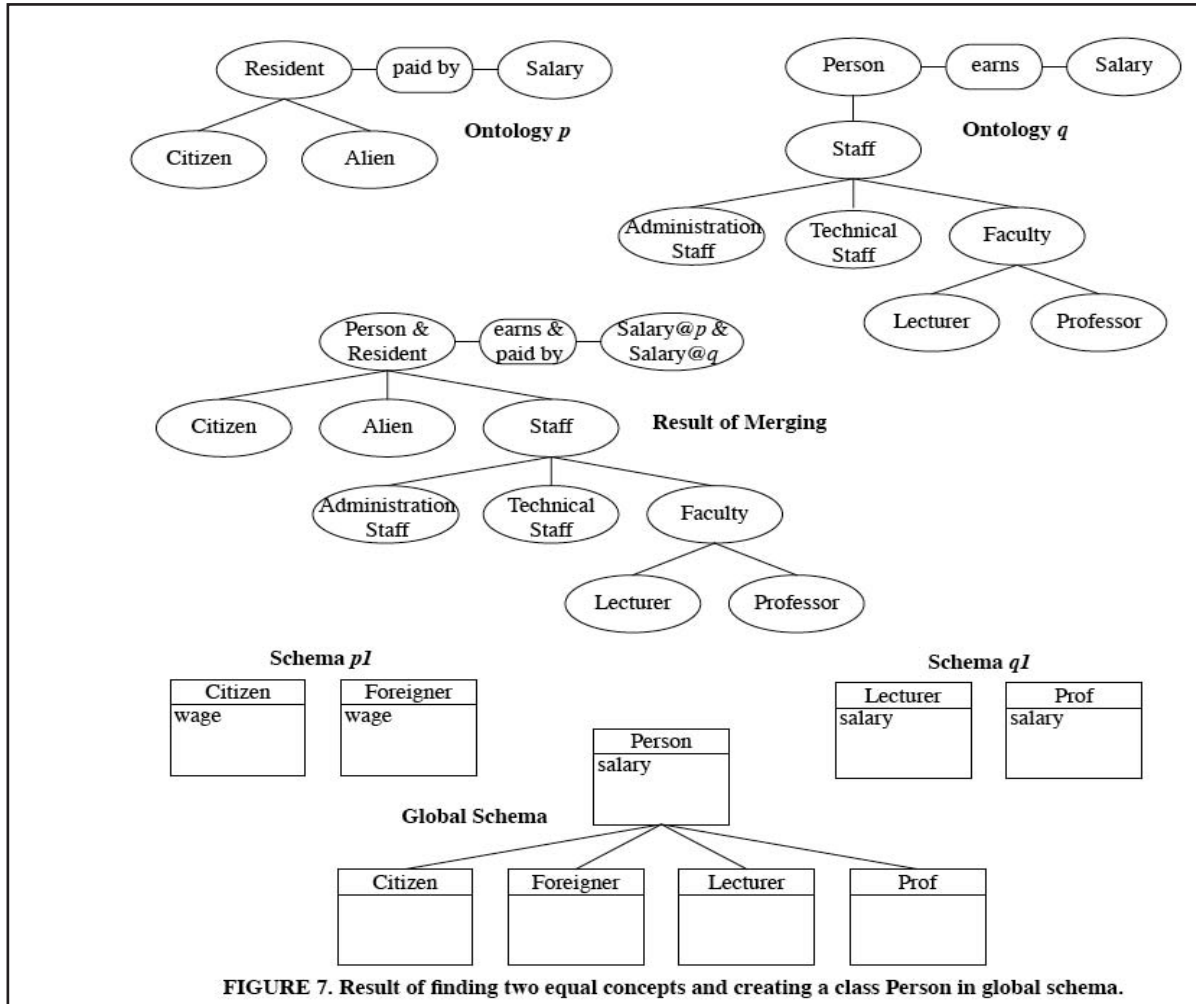 Resident paid by Salary
Citizen Alien
Ontology p
Person earns Salary
Ontology q
Staff
Administration
Staff
Technical
Staff
Faculty
Lecturer Professor
Person &
Resident
earns &
paid by
Salary@p &
Salary@q
Citizen Alien Staff
Result of Merging
Administration
Staff
Technical
Staff
Faculty
Lecturer Professor
Schema p1
Citizen
wage
Foreigner
wage
Schema q1
Lecturer
salary
Prof
salary
Person
salary
Global Schema
Citizen Foreigner Lecturer Prof
FIGURE 7. Result of finding two equal concepts and creating a class Person in global schema.